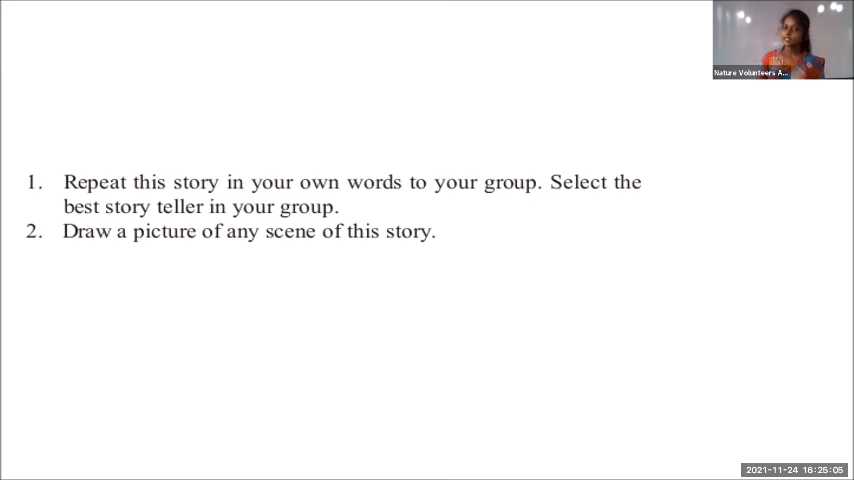 Nature Volunteers A...
1. Repeat this story in your own words to your group. Select the
best story teller in your group.
2. Draw a picture of any scene of this story.
2021-11-24 16:25:05